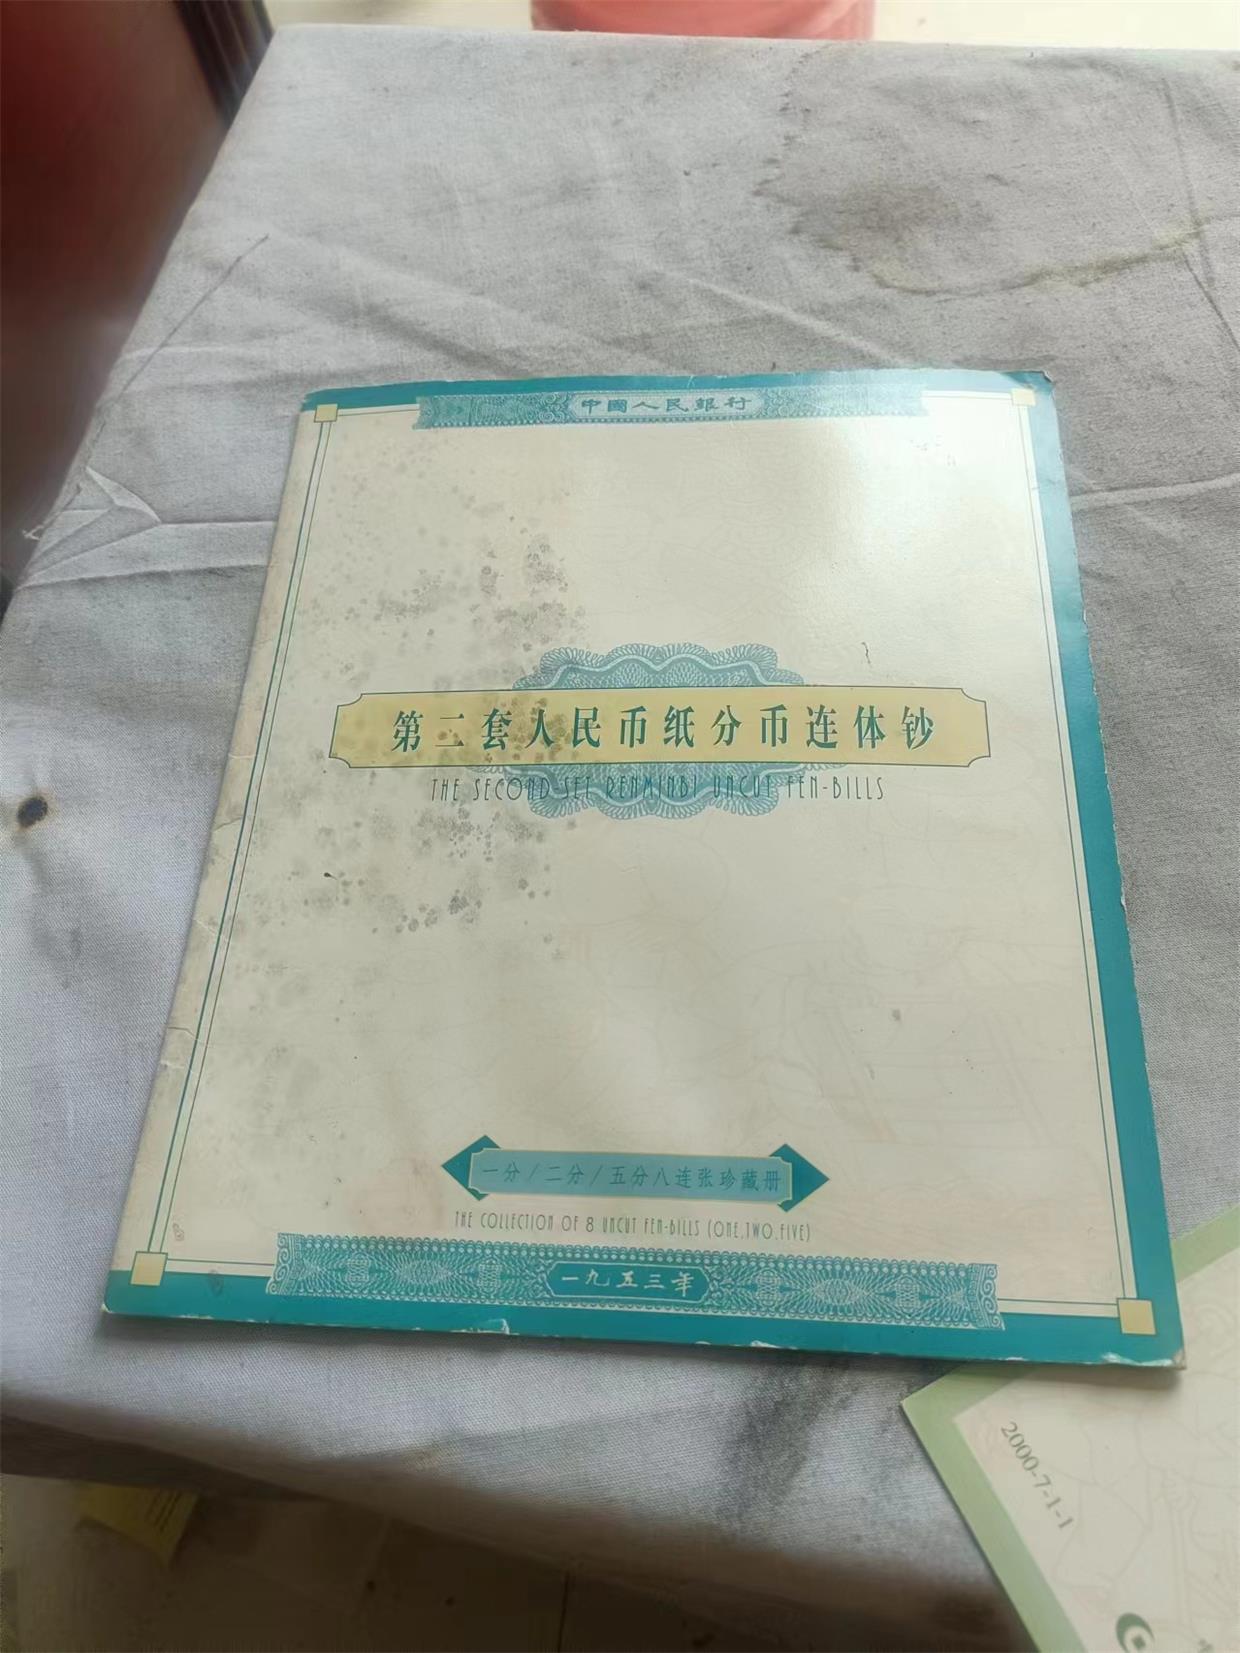 中國人民銀行
第二套人民币纸分币连体钞
THE SECOND-SET RENMINBI UNCUT FEN-BILLS
一分/二分/五分八连张珍藏册
THE COLLECTION OF 8 UNCUT FEN-BILLS (ONE,TWO,FIVE)
一九五三年
2000-7-1-1